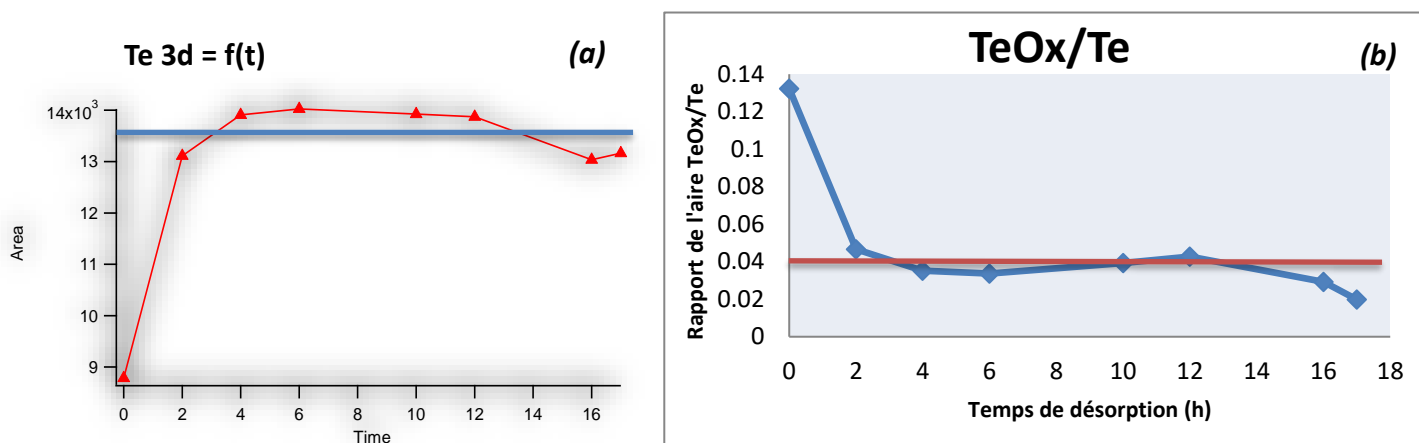 Te 3d = f(t)
(a)
14x10³
13
12
11
10
9
Area
0 2 4 6 8 10 12 14 16
Time
TeOx/Te
(b)
0.14
0.12
0.1
0.08
0.06
0.04
0.02
0
Rapport de l'aire TeOx/Te
0 2 4 6 8 10 12 14 16 18
Temps de désorption (h)